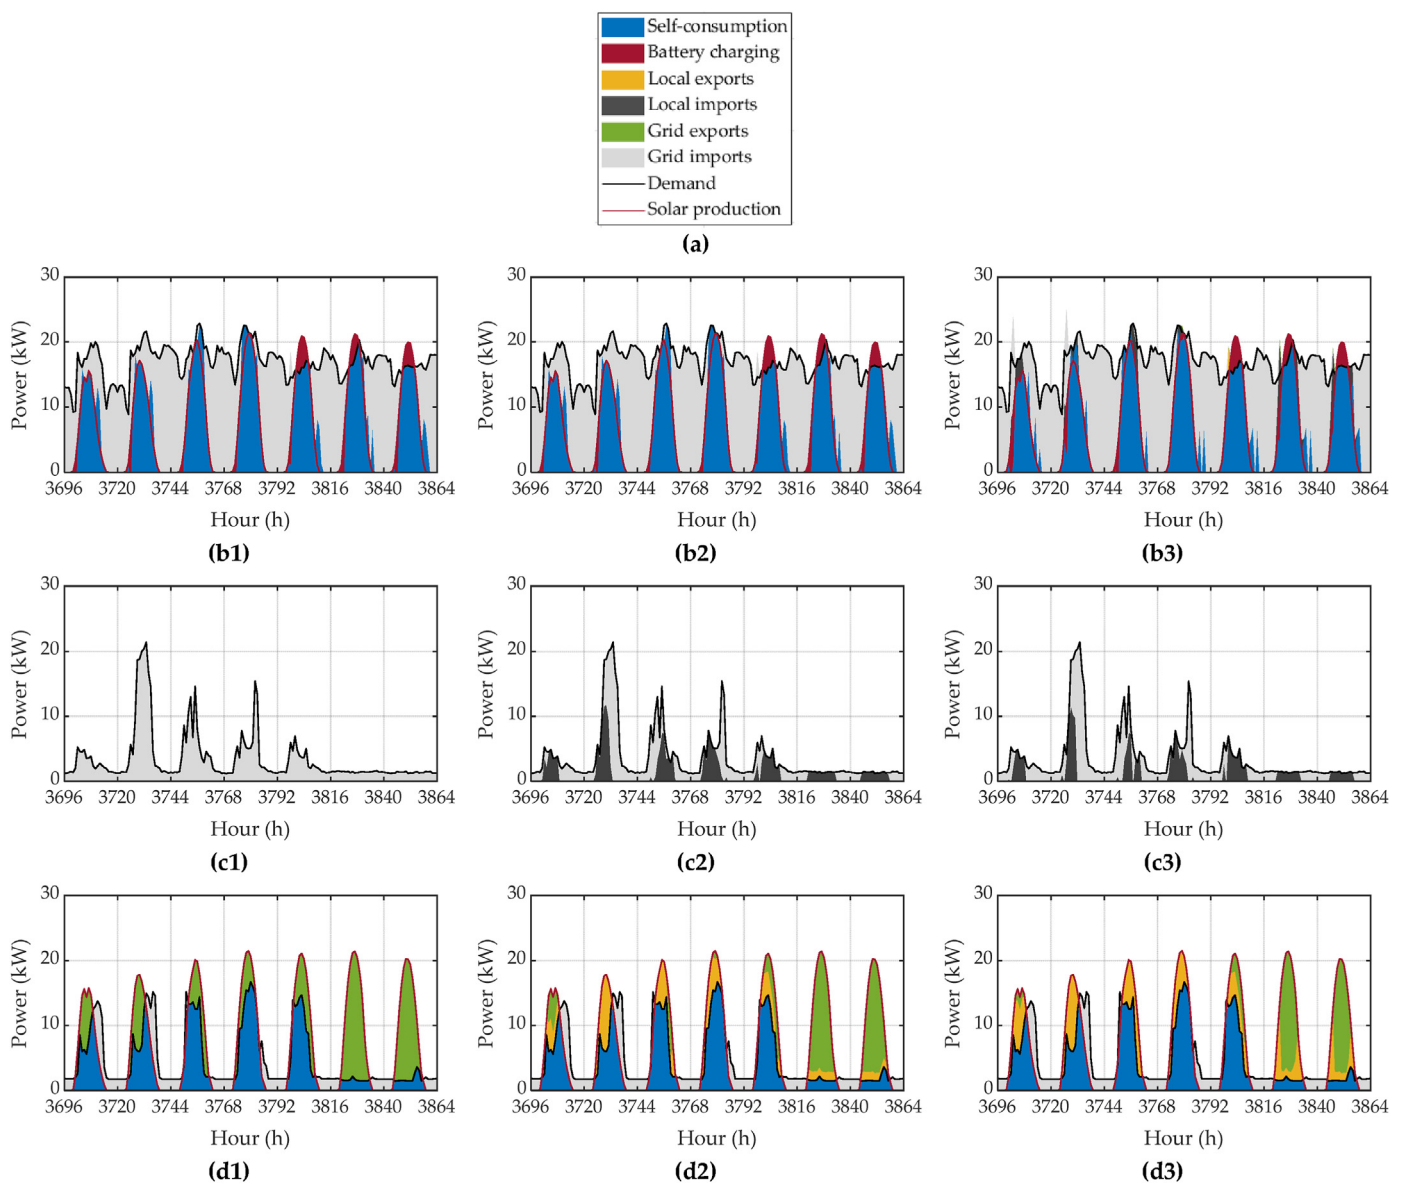 Self-consumption
Battery charging
Local exports
Local imports
Grid exports
Grid imports
Demand
Solar production
(a)
30
20
10
0
Power (kW)
3696 3720 3744 3768 3792 3816 3840 3864
Hour (h)
(b1)
30
20
10
0
Power (kW)
3696 3720 3744 3768 3792 3816 3840 3864
Hour (h)
(b2)
30
20
10
0
Power (kW)
3696 3720 3744 3768 3792 3816 3840 3864
Hour (h)
(b3)
30
20
10
0
Power (kW)
3696 3720 3744 3768 3792 3816 3840 3864
Hour (h)
(c1)
30
20
10
0
Power (kW)
3696 3720 3744 3768 3792 3816 3840 3864
Hour (h)
(c2)
30
20
10
0
Power (kW)
3696 3720 3744 3768 3792 3816 3840 3864
Hour (h)
(c3)
30
20
10
0
Power (kW)
3696 3720 3744 3768 3792 3816 3840 3864
Hour (h)
(d1)
30
20
10
0
Power (kW)
3696 3720 3744 3768 3792 3816 3840 3864
Hour (h)
(d2)
30
20
10
0
Power (kW)
3696 3720 3744 3768 3792 3816 3840 3864
Hour (h)
(d3)